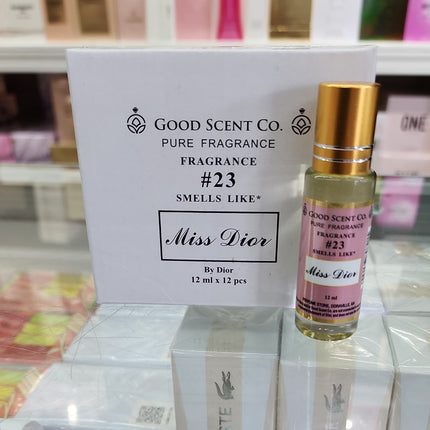 GOOD SCENT CO.
PURE FRAGRANCE
FRAGRANCE
#23
SMELLS LIKE*
Miss Dior
By Dior
12 ml x 12 pcs
GOOD SCENT CO.
PURE FRAGRANCE
FRAGRANCE
#23
SMELLS LIKE*
Miss Dior
12 ml
ONE